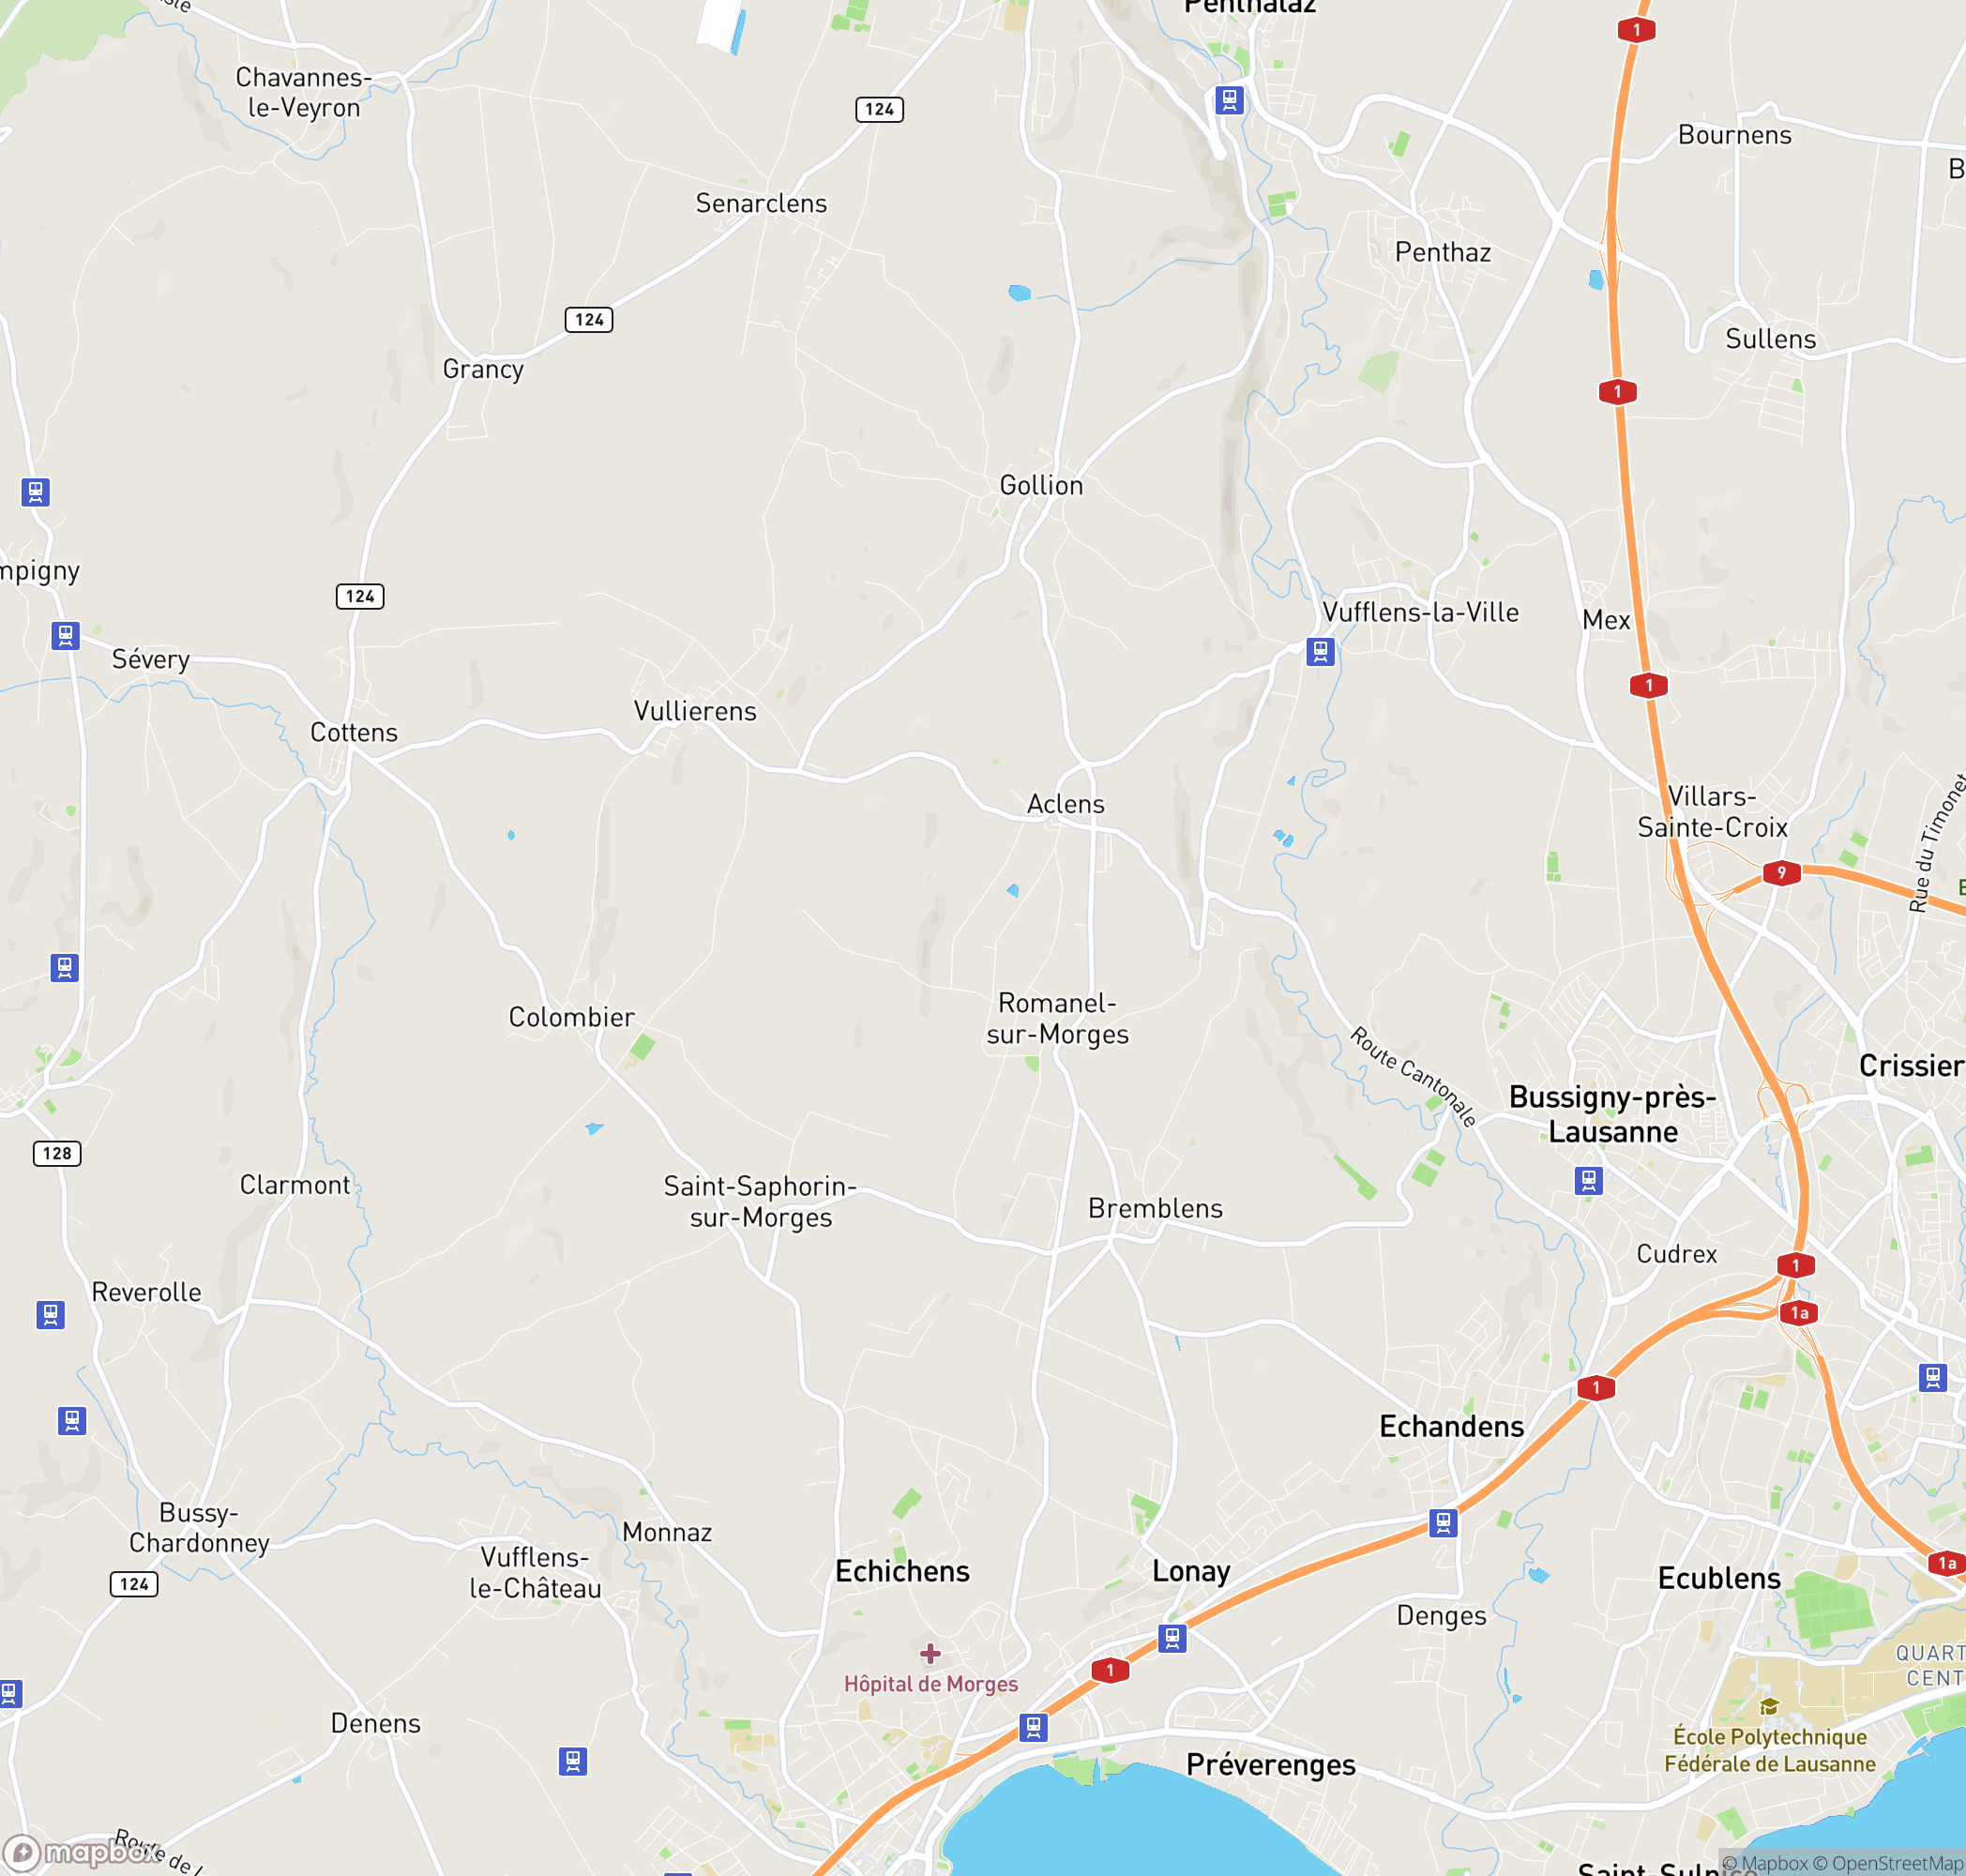 Penthalaz
1
Chavannes-
le-Veyron
124
Bournens
B
Senarclens
Penthaz
124
Sullens
Grancy
1
Gollion
mpigny
124
Vufflens-la-Ville
Mex
Sévery
1
Vullierens
Cottens
Aclens
Villars-
Sainte-Croix
Rue du Timonet
9
E
Colombier
Romanel-
sur-Morges
Route Cantonale
Crissier
Bussigny-près-
Lausanne
128
Clarmont
Saint-Saphorin-
sur-Morges
Bremblens
Cudrex
1
Reverolle
1a
1
Echandens
Bussy-
Chardonney
Monnaz
Vufflens-
le-Château
Echichens
Lonay
1a
Ecublens
124
Denges
QUART
CENT
Hôpital de Morges
1
Denens
École Polytechnique
Fédérale de Lausanne
Préverenges
Route de l
mapbox
© Mapbox © OpenStreetMap